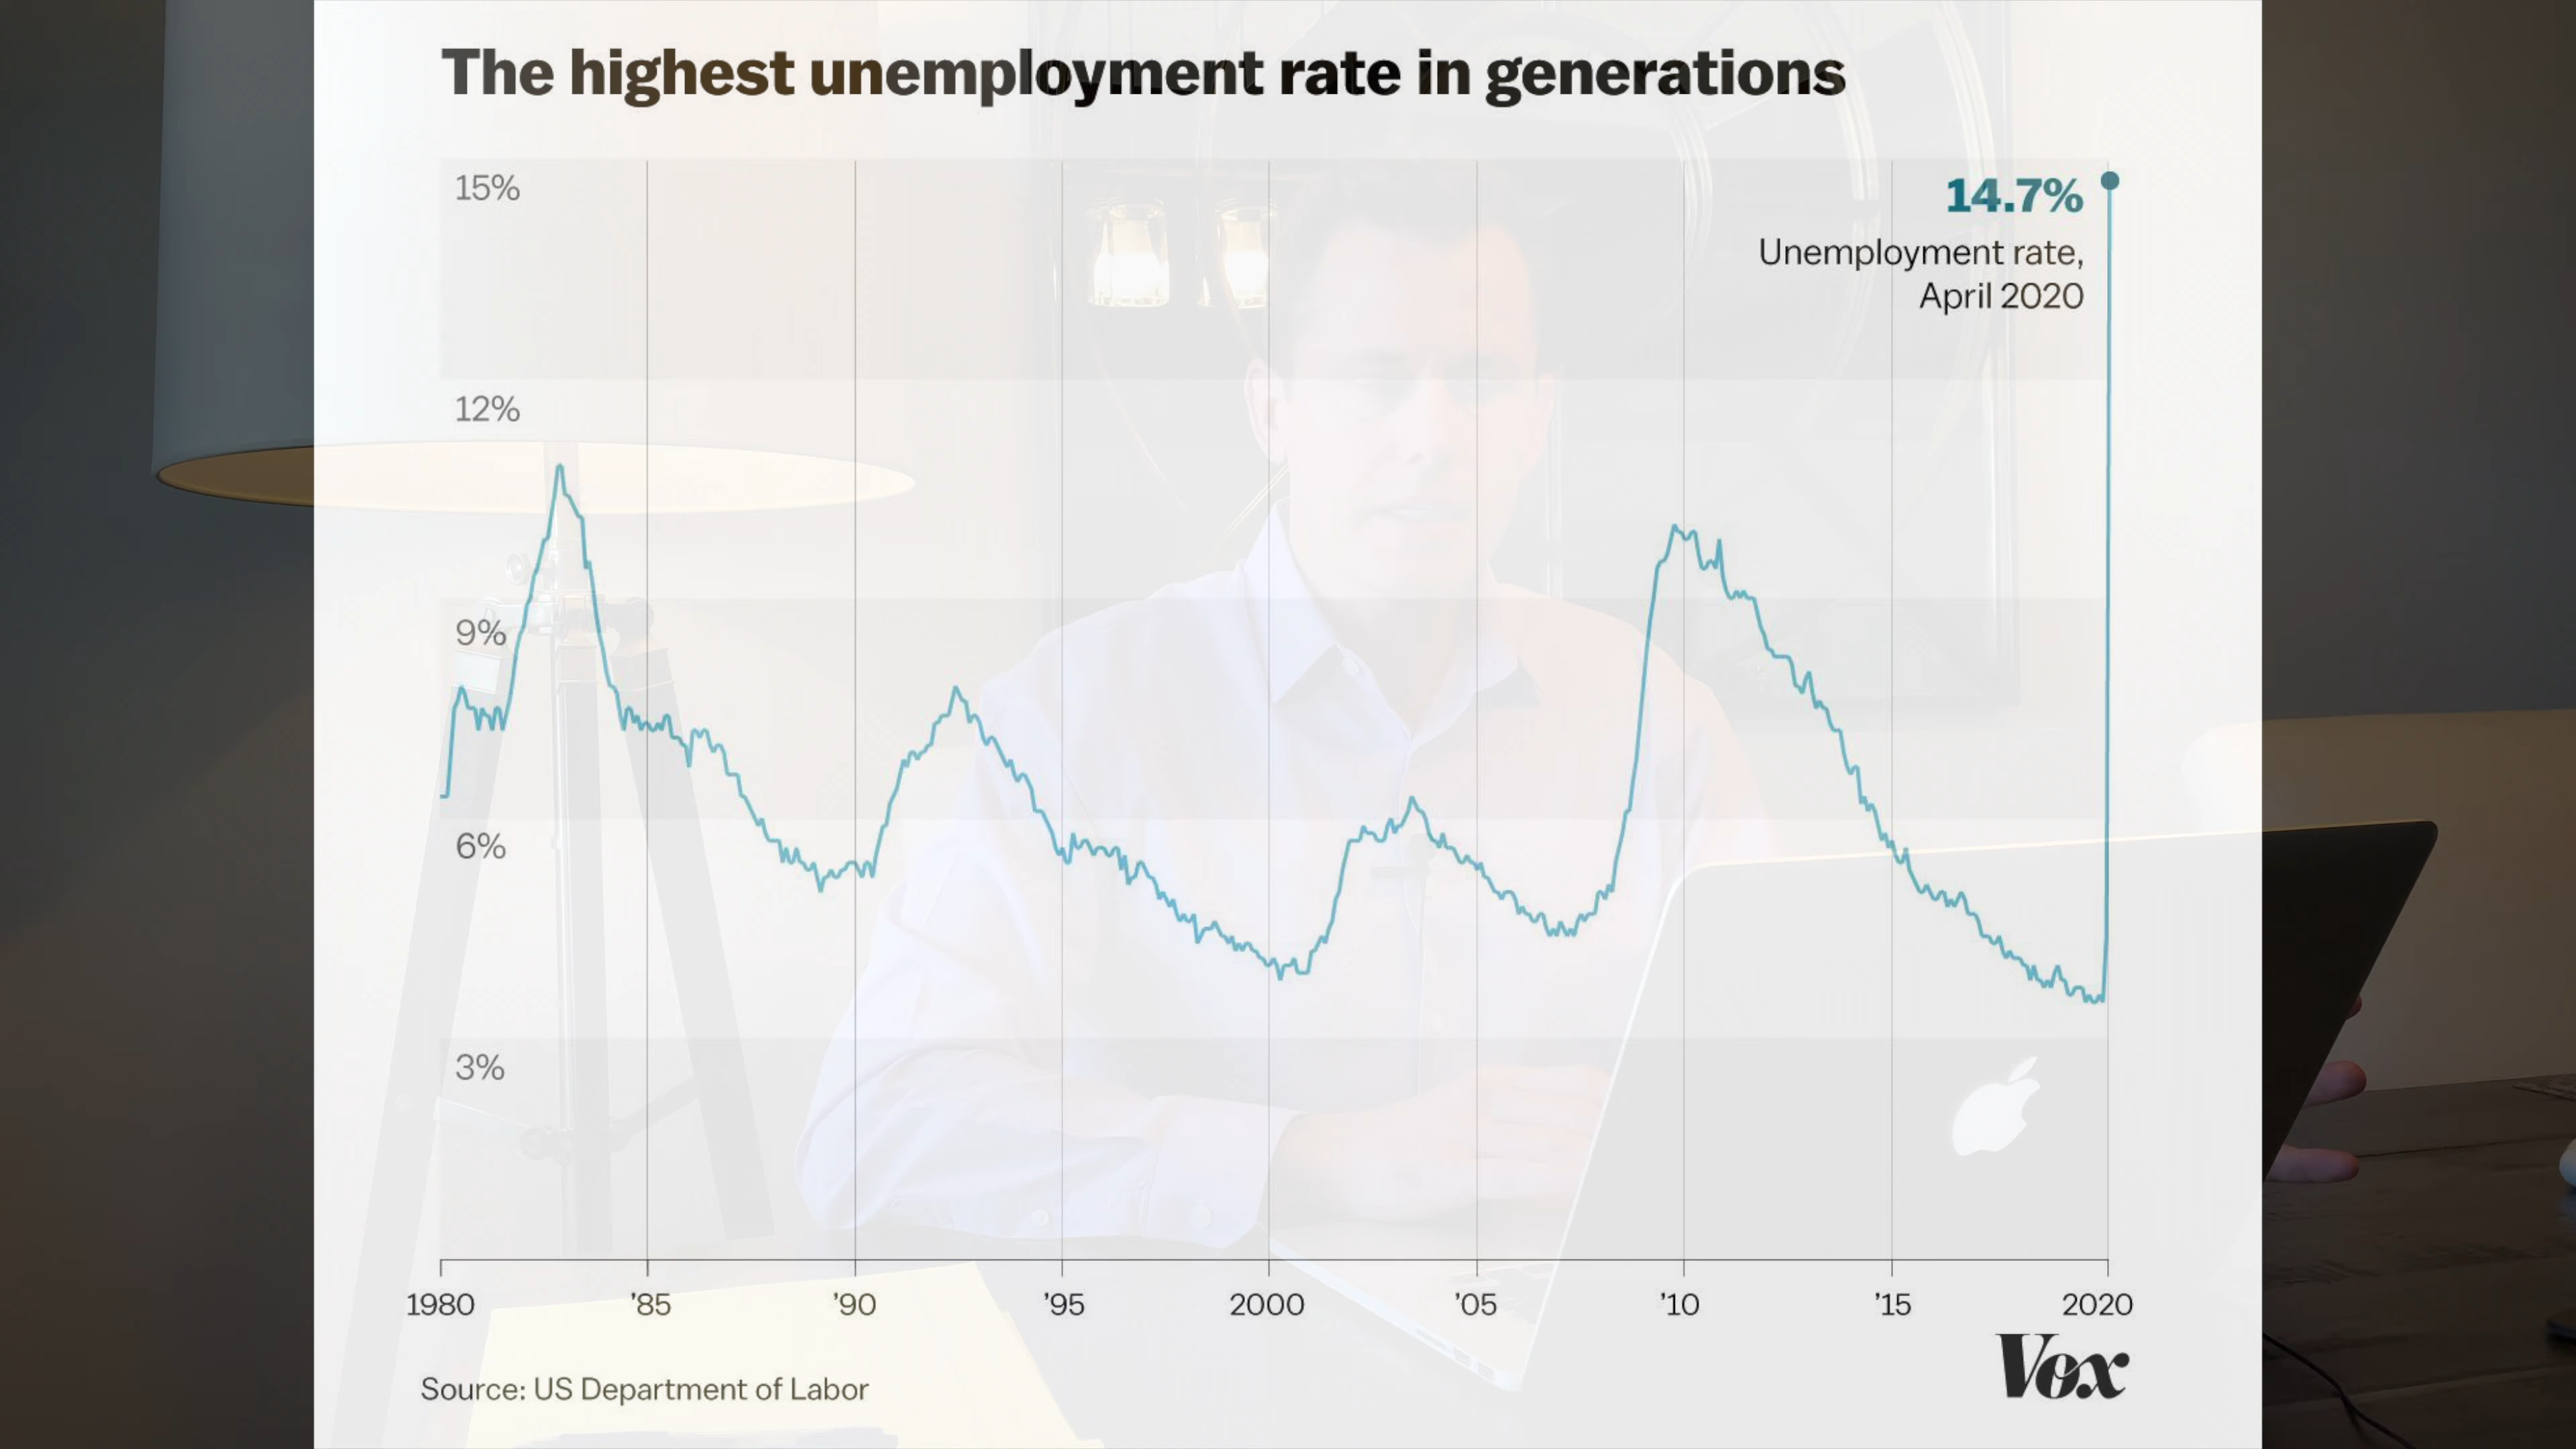 The highest unemployment rate in generations
15%
14.7%
Unemployment rate,
April 2020
12%
9%
6%
3%
1980 '85 '90 '95 2000 '05 '10 '15 2020
Source: US Department of Labor
Vox